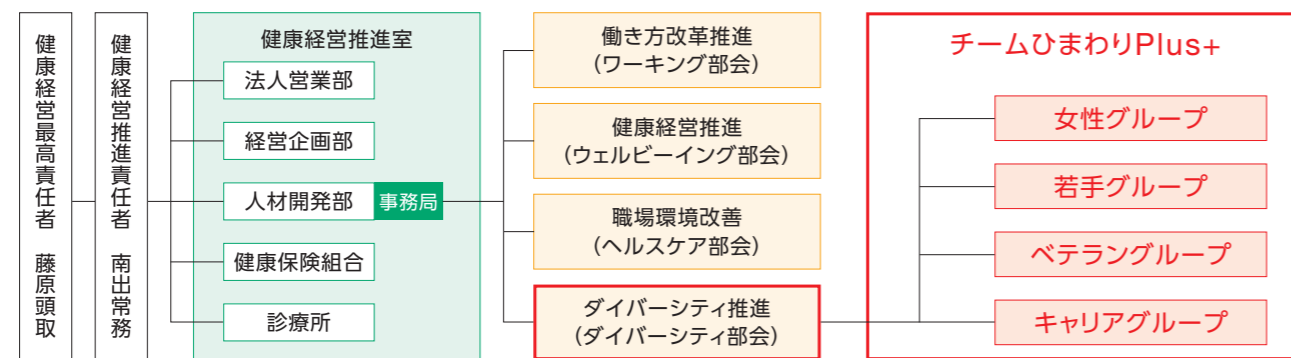 健康経営最高責任者　藤原頭取
健康経営推進責任者　南出常務
健康経営推進室
法人営業部
経営企画部
人材開発部
事務局
健康保険組合
診療所
働き方改革推進
（ワーキング部会）
健康経営推進
（ウェルビーイング部会）
職場環境改善
（ヘルスケア部会）
ダイバーシティ推進
（ダイバーシティ部会）
チームひまわりPlus+
女性グループ
若手グループ
ベテラングループ
キャリアグループ